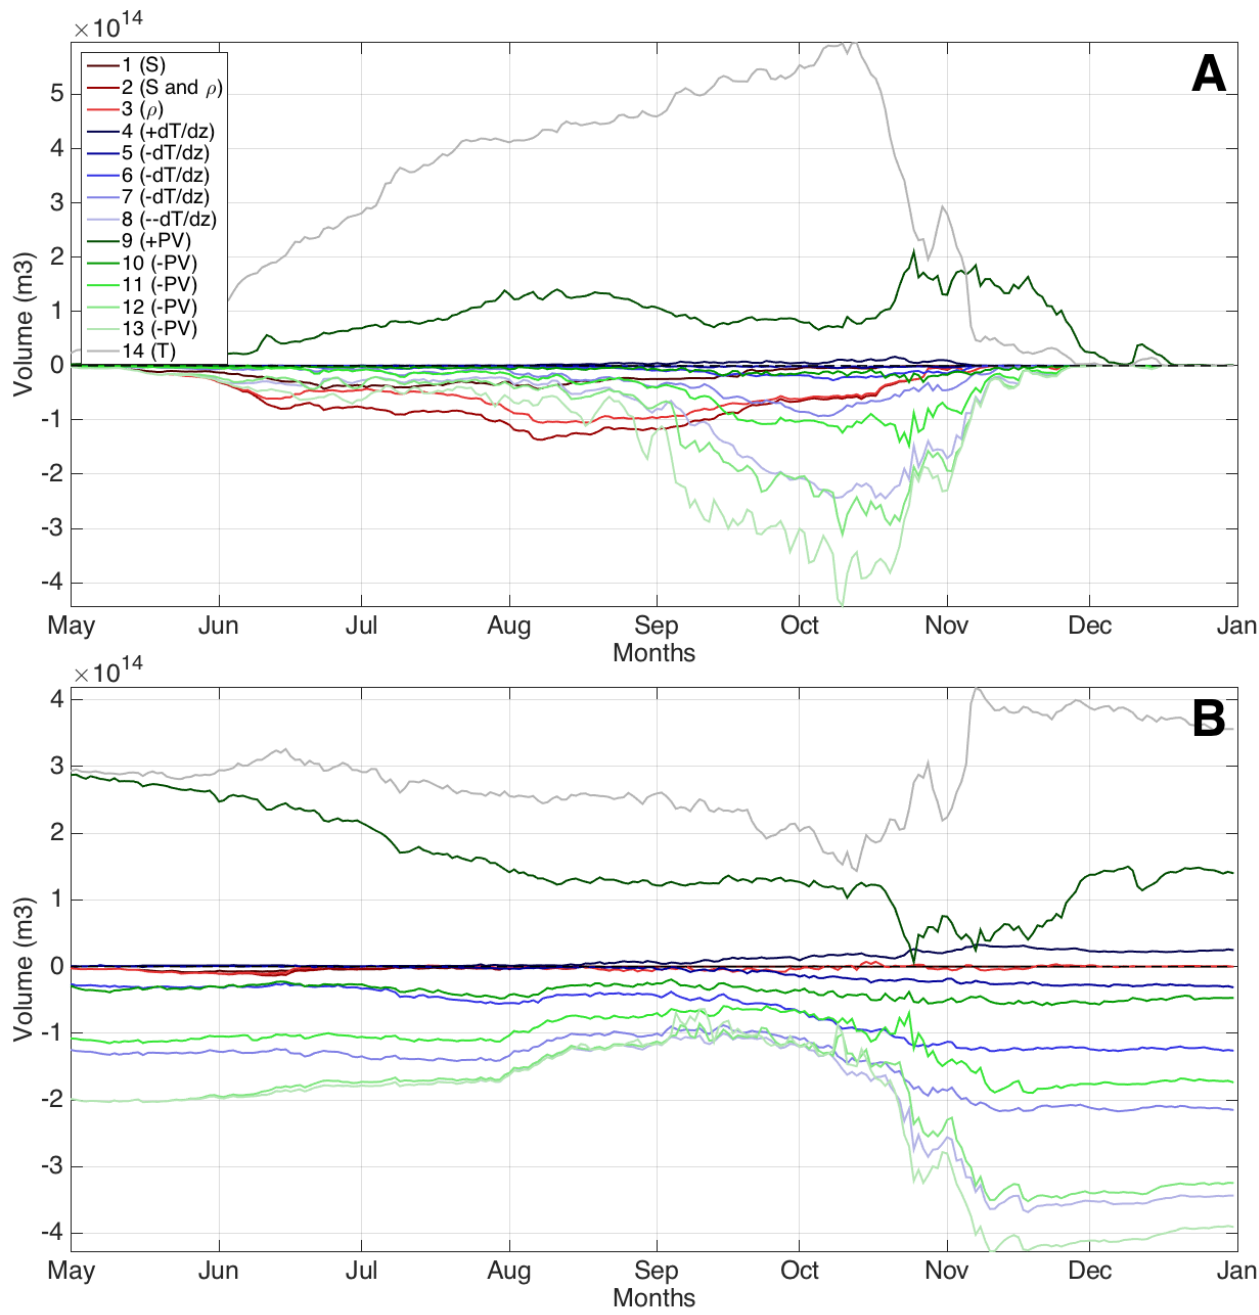 ×10^14
A
5
4
3
2
1
0
-1
-2
-3
-4
Volume (m3)
1 (S)
2 (S and ρ)
3 (ρ)
4 (+dT/dz)
5 (-dT/dz)
6 (-dT/dz)
7 (-dT/dz)
8 (--dT/dz)
9 (+PV)
10 (-PV)
11 (-PV)
12 (-PV)
13 (-PV)
14 (T)
May Jun Jul Aug Sep Oct Nov Dec Jan
Months
×10^14
B
4
3
2
1
0
-1
-2
-3
-4
Volume (m3)
May Jun Jul Aug Sep Oct Nov Dec Jan
Months